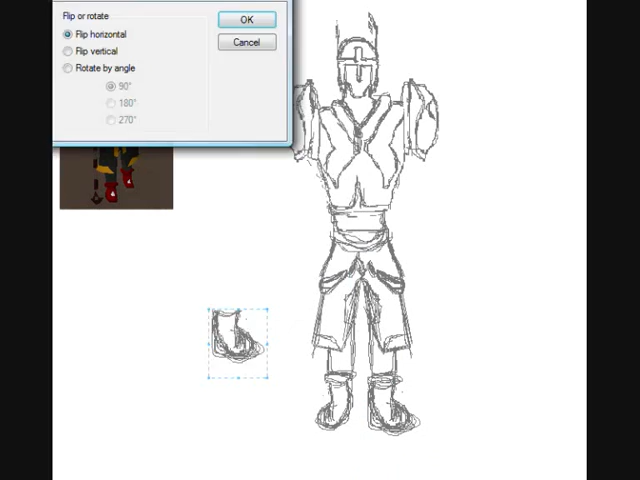 Flip or rotate
OK
Flip horizontal
Cancel
Flip vertical
Rotate by angle
90°
180°
270°